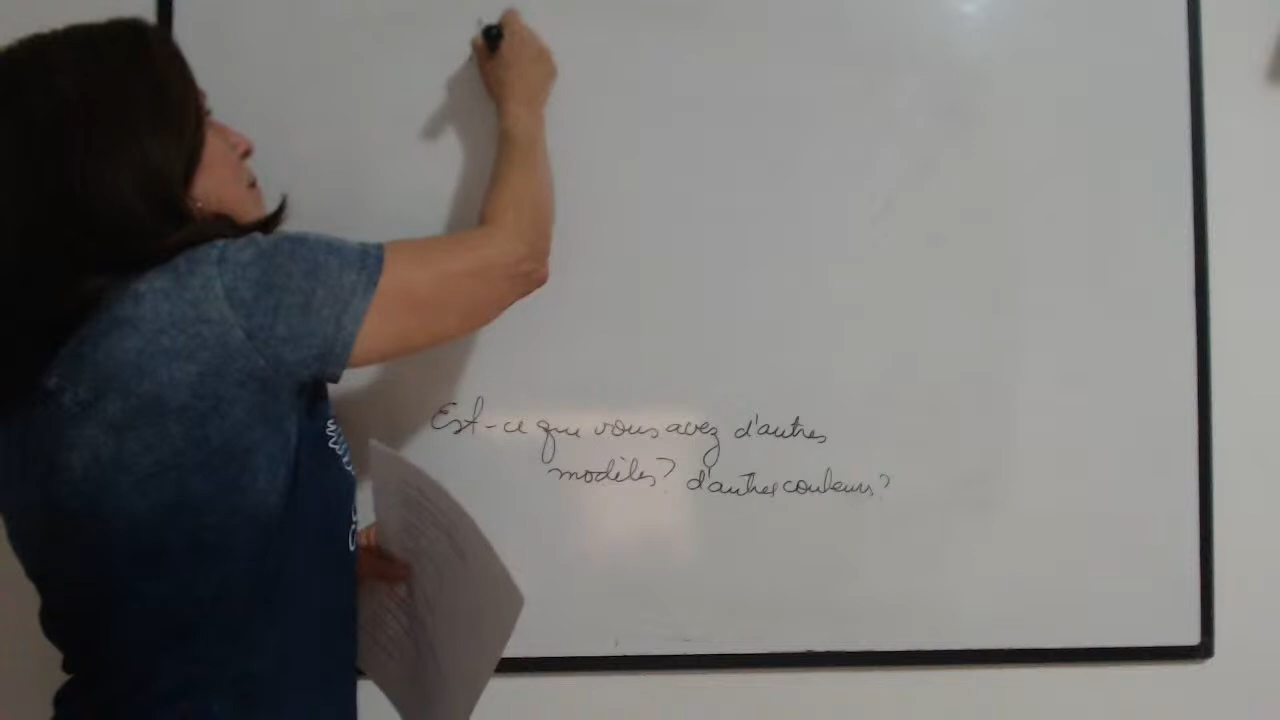 Est-ce que vous avez d'autres
modèles? d'autres couleurs?